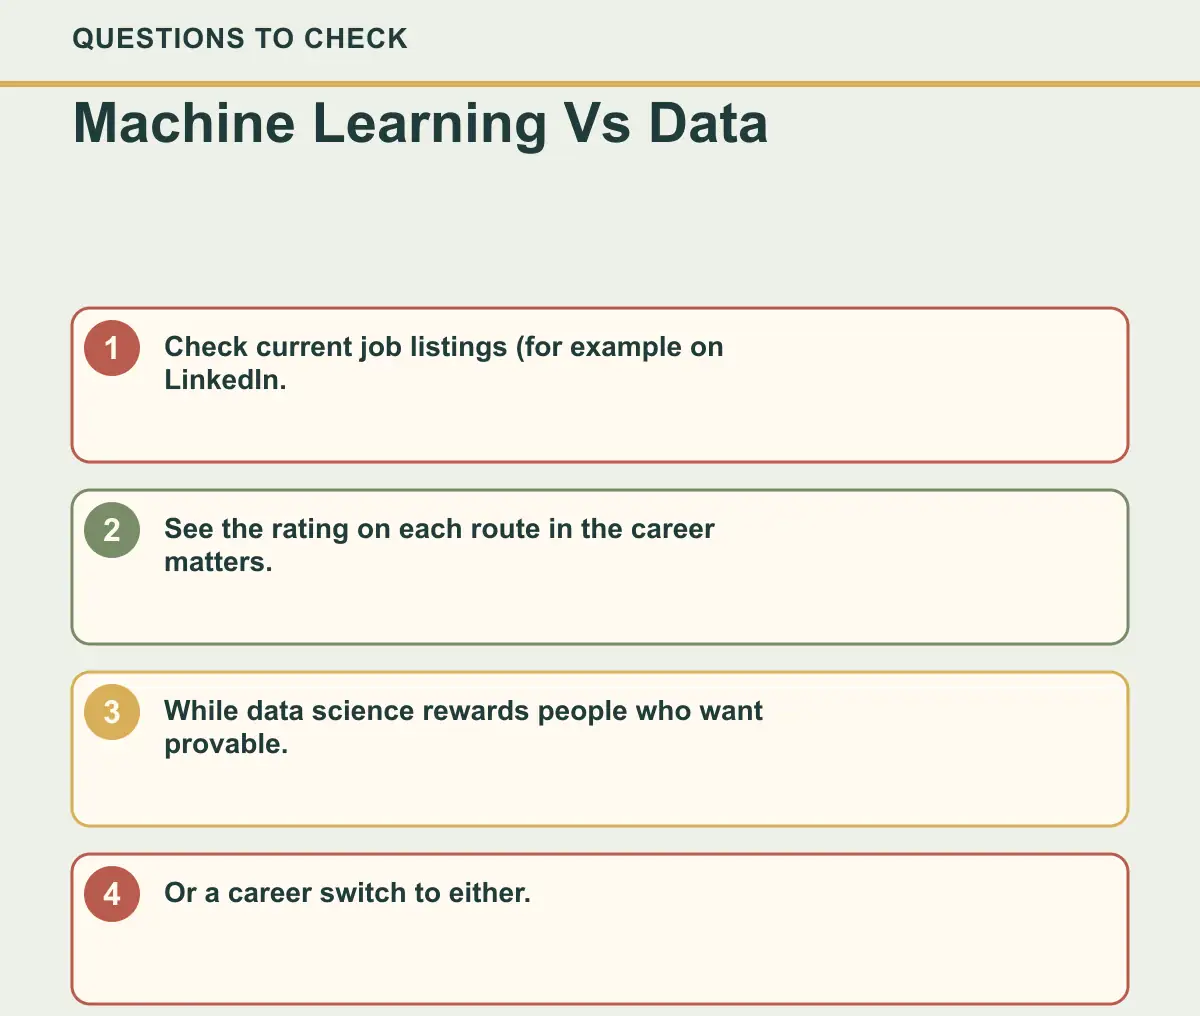 QUESTIONS TO CHECK
Machine Learning Vs Data
1
Check current job listings (for example on
LinkedIn.
2
See the rating on each route in the career
matters.
3
While data science rewards people who want
provable.
4
Or a career switch to either.